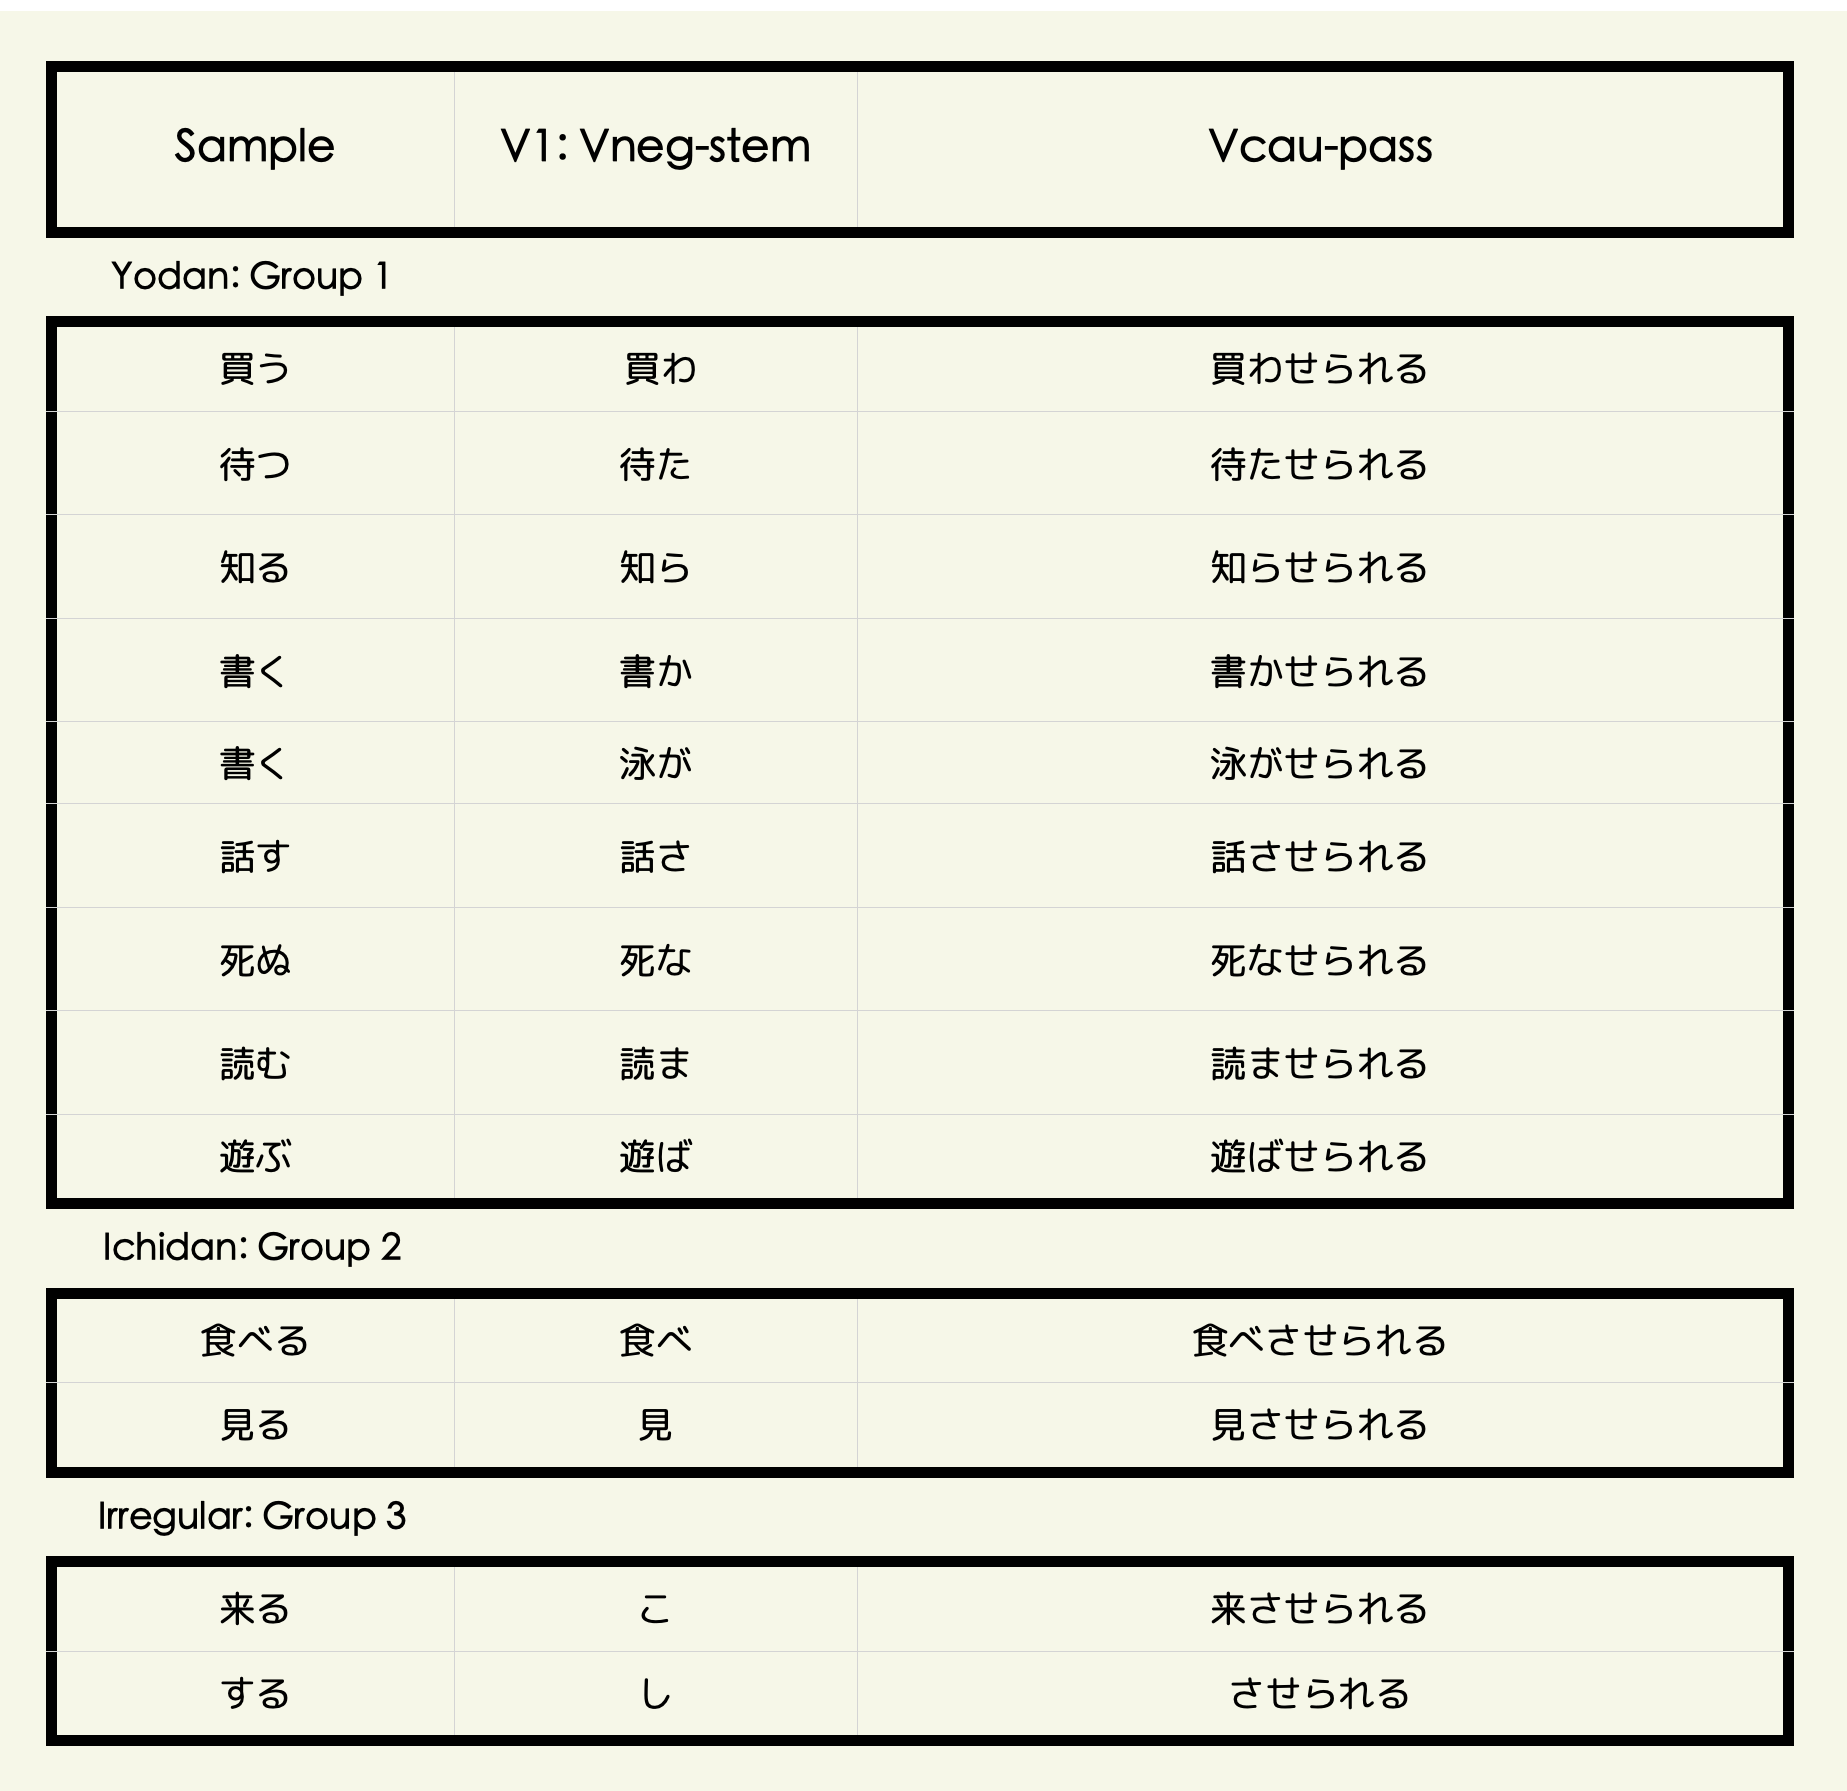 Sample V1: Vneg-stem Vcau-pass
Yodan: Group 1
買う 買わ 買わせられる
待つ 待た 待たせられる
知る 知ら 知らせられる
書く 書か 書かせられる
書く 泳が 泳がせられる
話す 話さ 話させられる
死ぬ 死な 死なせられる
読む 読ま 読ませられる
遊ぶ 遊ば 遊ばせられる
Ichidan: Group 2
食べる 食べ 食べさせられる
見る 見 見させられる
Irregular: Group 3
来る こ 来させられる
する し させられる